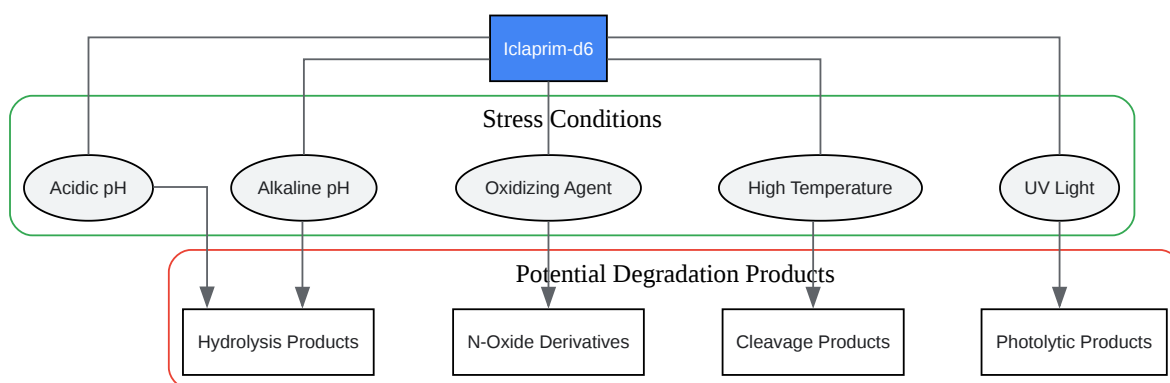 Iclaprim-d6
Stress Conditions
Acidic pH
Alkaline pH
Oxidizing Agent
High Temperature
UV Light
Potential Degradation Products
Hydrolysis Products
N-Oxide Derivatives
Cleavage Products
Photolytic Products